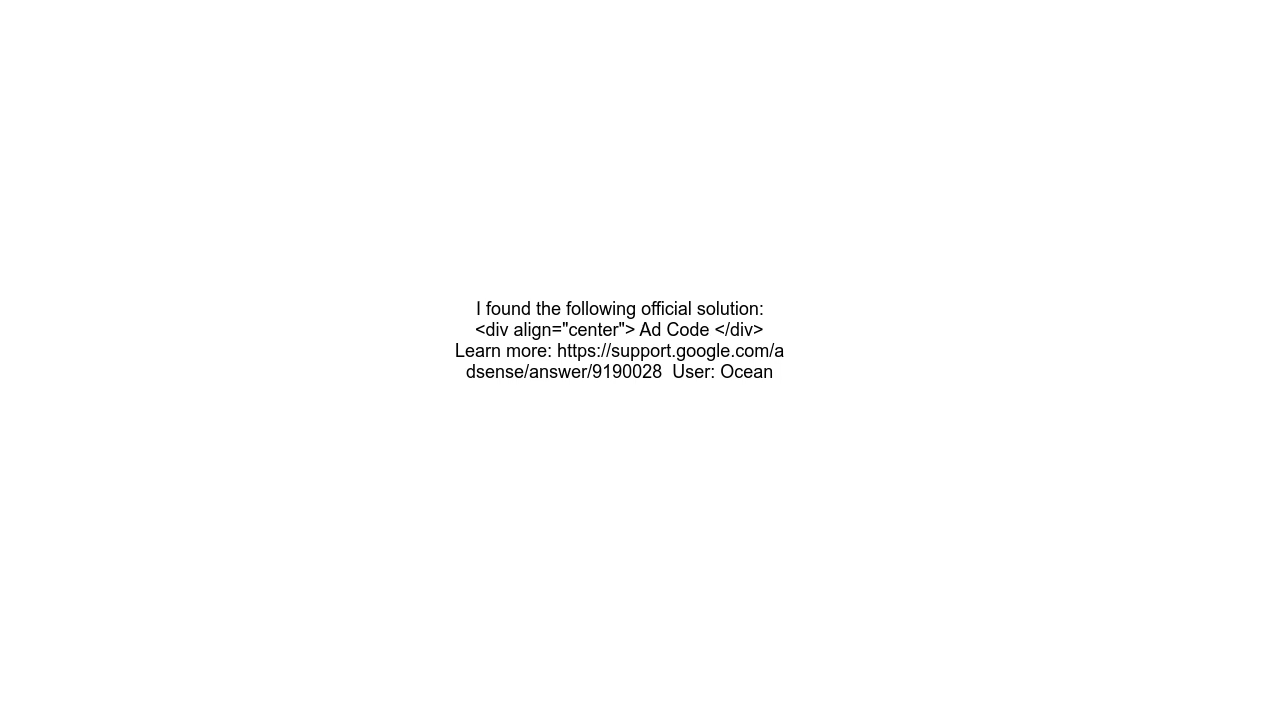 I found the following official solution:
<div align="center"> Ad Code </div>
Learn more: https://support.google.com/a
dsense/answer/9190028  User: Ocean